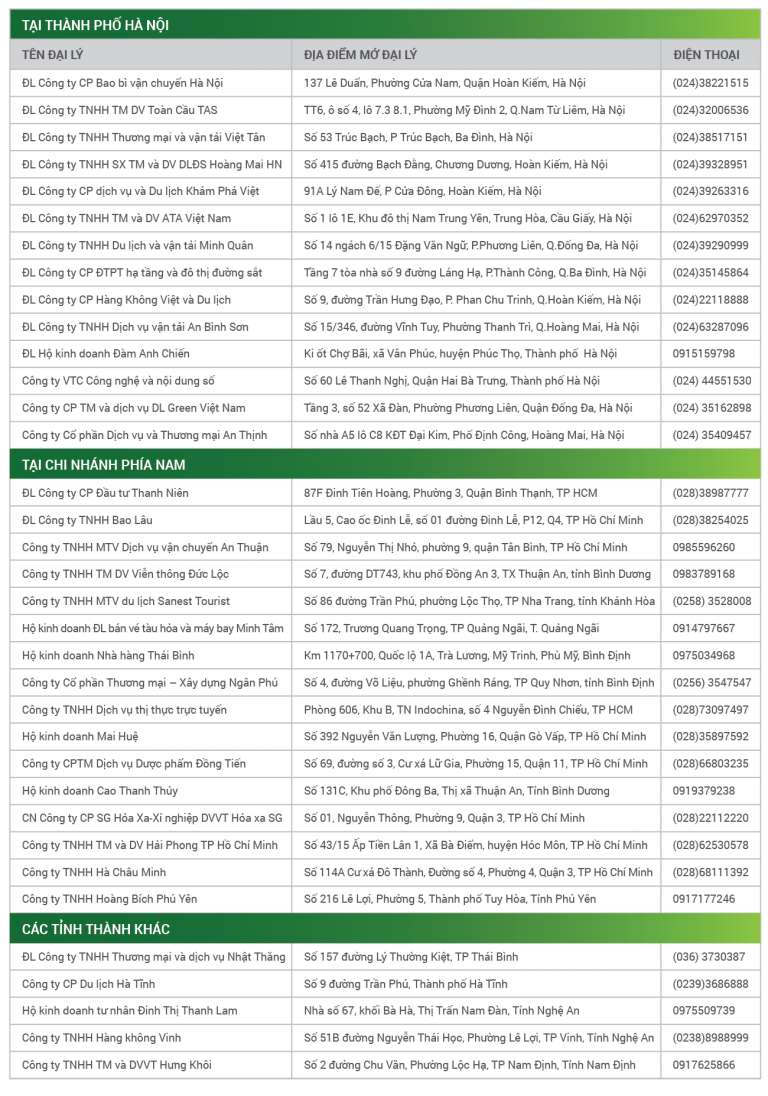 TẠI THÀNH PHỐ HÀ NỘI
TÊN ĐẠI LÝ ĐỊA ĐIỂM MỞ ĐẠI LÝ ĐIỆN THOẠI
ĐL Công ty CP Bao bì vận chuyển Hà Nội 137 Lê Duẩn, Phường Cửa Nam, Quận Hoàn Kiếm, Hà Nội (024)38221515
ĐL Công ty TNHH TM DV Toàn Cầu TAS TT6, ô số 4, lô 7.3 8.1, Phường Mỹ Đình 2, Q.Nam Từ Liêm, Hà Nội (024)32006536
ĐL Công ty TNHH Thương mại và vận tải Việt Tân Số 53 Trúc Bạch, P Trúc Bạch, Ba Đình, Hà Nội (024)38517151
ĐL Công ty TNHH SX TM và DV DLĐS Hoàng Mai HN Số 415 đường Bạch Đằng, Chương Dương, Hoàn Kiếm, Hà Nội (024)39328951
ĐL Công ty CP dịch vụ và Du lịch Khám Phá Việt 91A Lý Nam Đế, P Cửa Đông, Hoàn Kiếm, Hà Nội (024)39263316
ĐL Công ty TNHH TM và DV ATA Việt Nam Số 1 lô 1E, Khu đô thị Nam Trung Yên, Trung Hòa, Cầu Giấy, Hà Nội (024)62970352
ĐL Công ty TNHH Du lịch và vận tải Minh Quân Số 14 ngách 6/15 Đặng Văn Ngữ, P.Phương Liên, Q.Đống Đa, Hà Nội (024)39290999
ĐL Công ty CP ĐTPT hạ tầng và đô thị đường sắt Tầng 7 tòa nhà số 9 đường Láng Hạ, P.Thành Công, Q.Ba Đình, Hà Nội (024)35145864
ĐL Công ty CP Hàng Không Việt và Du lịch Số 9, đường Trần Hưng Đạo, P. Phan Chu Trinh, Q.Hoàn Kiếm, Hà Nội (024)22118888
ĐL Công ty TNHH Dịch vụ vận tải An Bình Sơn Số 15/346, đường Vĩnh Tuy, Phường Thanh Trì, Q.Hoàng Mai, Hà Nội (024)63287096
ĐL Hộ kinh doanh Đàm Anh Chiến Ki ốt Chợ Bãi, xã Vân Phúc, huyện Phúc Thọ, Thành phố Hà Nội 0915159798
Công ty VTC Công nghệ và nội dung số Số 60 Lê Thanh Nghị, Quận Hai Bà Trưng, Thành phố Hà Nội (024) 44551530
Công ty CP TM và dịch vụ DL Green Việt Nam Tầng 3, số 52 Xã Đàn, Phường Phương Liên, Quận Đống Đa, Hà Nội (024) 35162898
Công ty Cổ phần Dịch vụ và Thương mại An Thịnh Số nhà A5 lô C8 KĐT Đại Kim, Phố Định Công, Hoàng Mai, Hà Nội (024) 35409457
TẠI CHI NHÁNH PHÍA NAM
ĐL Công ty CP Đầu tư Thanh Niên 87F Đinh Tiên Hoàng, Phường 3, Quận Bình Thạnh, TP HCM (028)38987777
ĐL Công ty TNHH Bao Lâu Lầu 5, Cao ốc Đinh Lễ, số 01 đường Đinh Lễ, P12, Q4, TP Hồ Chí Minh (028)38254025
Công ty TNHH MTV Dịch vụ vận chuyển An Thuận Số 79, Nguyễn Thị Nhỏ, phường 9, quận Tân Bình, TP Hồ Chí Minh 0985596260
Công ty TNHH TM DV Viễn thông Đức Lộc Số 7, đường DT743, khu phố Đồng An 3, TX Thuận An, tỉnh Bình Dương 0983789168
Công ty TNHH MTV du lịch Sanest Tourist Số 86 đường Trần Phú, phường Lộc Thọ, TP Nha Trang, tỉnh Khánh Hòa (0258) 3528008
Hộ kinh doanh ĐL bán vé tàu hỏa và máy bay Minh Tâm Số 172, Trương Quang Trọng, TP Quảng Ngãi, T. Quảng Ngãi 0914797667
Hộ kinh doanh Nhà hàng Thái Bình Km 1170+700, Quốc lộ 1A, Trà Lương, Mỹ Trinh, Phù Mỹ, Bình Định 0975034968
Công ty Cổ phần Thương mại – Xây dựng Ngân Phú Số 4, đường Võ Liệu, phường Ghềnh Ráng, TP Quy Nhơn, tỉnh Bình Định (0256) 3547547
Công ty TNHH Dịch vụ thị thực trực tuyến Phòng 606, Khu B, TN Indochina, số 4 Nguyễn Đình Chiểu, TP HCM (028)73097497
Hộ kinh doanh Mai Huệ Số 392 Nguyễn Văn Lượng, Phường 16, Quận Gò Vấp, TP Hồ Chí Minh (028)35897592
Công ty CPTM Dịch vụ Dược phẩm Đồng Tiến Số 69, đường số 3, Cư xá Lữ Gia, Phường 15, Quận 11, TP Hồ Chí Minh (028)66803235
Hộ kinh doanh Cao Thanh Thủy Số 131C, Khu phố Đông Ba, Thị xã Thuận An, Tỉnh Bình Dương 0919379238
CN Công ty CP SG Hỏa Xa-Xí nghiệp DVVT Hỏa xa SG Số 01, Nguyễn Thông, Phường 9, Quận 3, TP Hồ Chí Minh (028)22112220
Công ty TNHH TM và DV Hải Phong TP Hồ Chí Minh Số 43/15 Ấp Tiền Lân 1, Xã Bà Điểm, huyện Hóc Môn, TP Hồ Chí Minh (028)62530578
Công ty TNHH Hà Châu Minh Số 114A Cư xá Đô Thành, Đường số 4, Phường 4, Quận 3, TP Hồ Chí Minh (028)68111392
Công ty TNHH Hoàng Bích Phú Yên Số 216 Lê Lợi, Phường 5, Thành phố Tuy Hòa, Tỉnh Phú Yên 0917177246
CÁC TỈNH THÀNH KHÁC
ĐL Công ty TNHH Thương mại và dịch vụ Nhật Thăng Số 157 đường Lý Thường Kiệt, TP Thái Bình (036) 3730387
Công ty CP Du lịch Hà Tĩnh Số 9 đường Trần Phú, Thành phố Hà Tĩnh (0239)3686888
Hộ kinh doanh tư nhân Đinh Thị Thanh Lam Nhà số 67, khối Bà Hà, Thị Trấn Nam Đàn, Tỉnh Nghệ An 0975509739
Công ty TNHH Hàng không Vinh Số 51B đường Nguyễn Thái Học, Phường Lê Lợi, TP Vinh, Tỉnh Nghệ An (0238)8988999
Công ty TNHH TM và DVVT Hưng Khôi Số 2 đường Chu Văn, Phường Lộc Hạ, TP Nam Định, Tỉnh Nam Định 0917625866